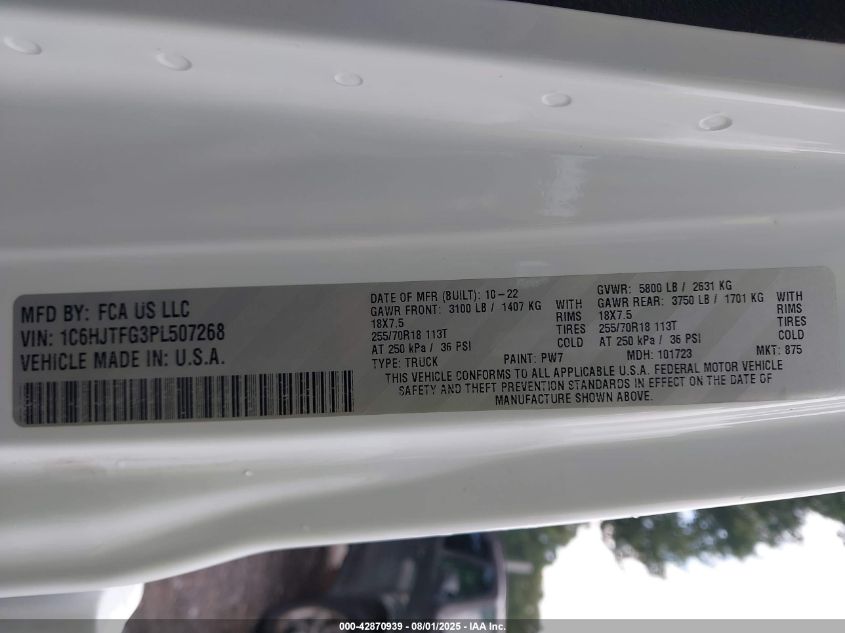 MFD BY: FCA US LLC
VIN: 1C6HJTFG3PL507268
VEHICLE MADE IN: U.S.A.
DATE OF MFR (BUILT): 10-22
GAWR FRONT: 3100 LB / 1407 KG WITH
18X7.5 RIMS
255/70R18 113T TIRES
AT 250 kPa / 36 PSI COLD
GVWR: 5800 LB / 2631 KG
GAWR REAR: 3750 LB / 1701 KG WITH
18X7.5 RIMS
255/70R18 113T TIRES
AT 250 kPa / 36 PSI COLD
TYPE: TRUCK PAINT: PW7 MDH: 101723 MKT: 875
THIS VEHICLE CONFORMS TO ALL APPLICABLE U.S.A. FEDERAL MOTOR VEHICLE
SAFETY AND THEFT PREVENTION STANDARDS IN EFFECT ON THE DATE OF
MANUFACTURE SHOWN ABOVE.
000-42870939 - 08/01/2025 - IAA Inc.